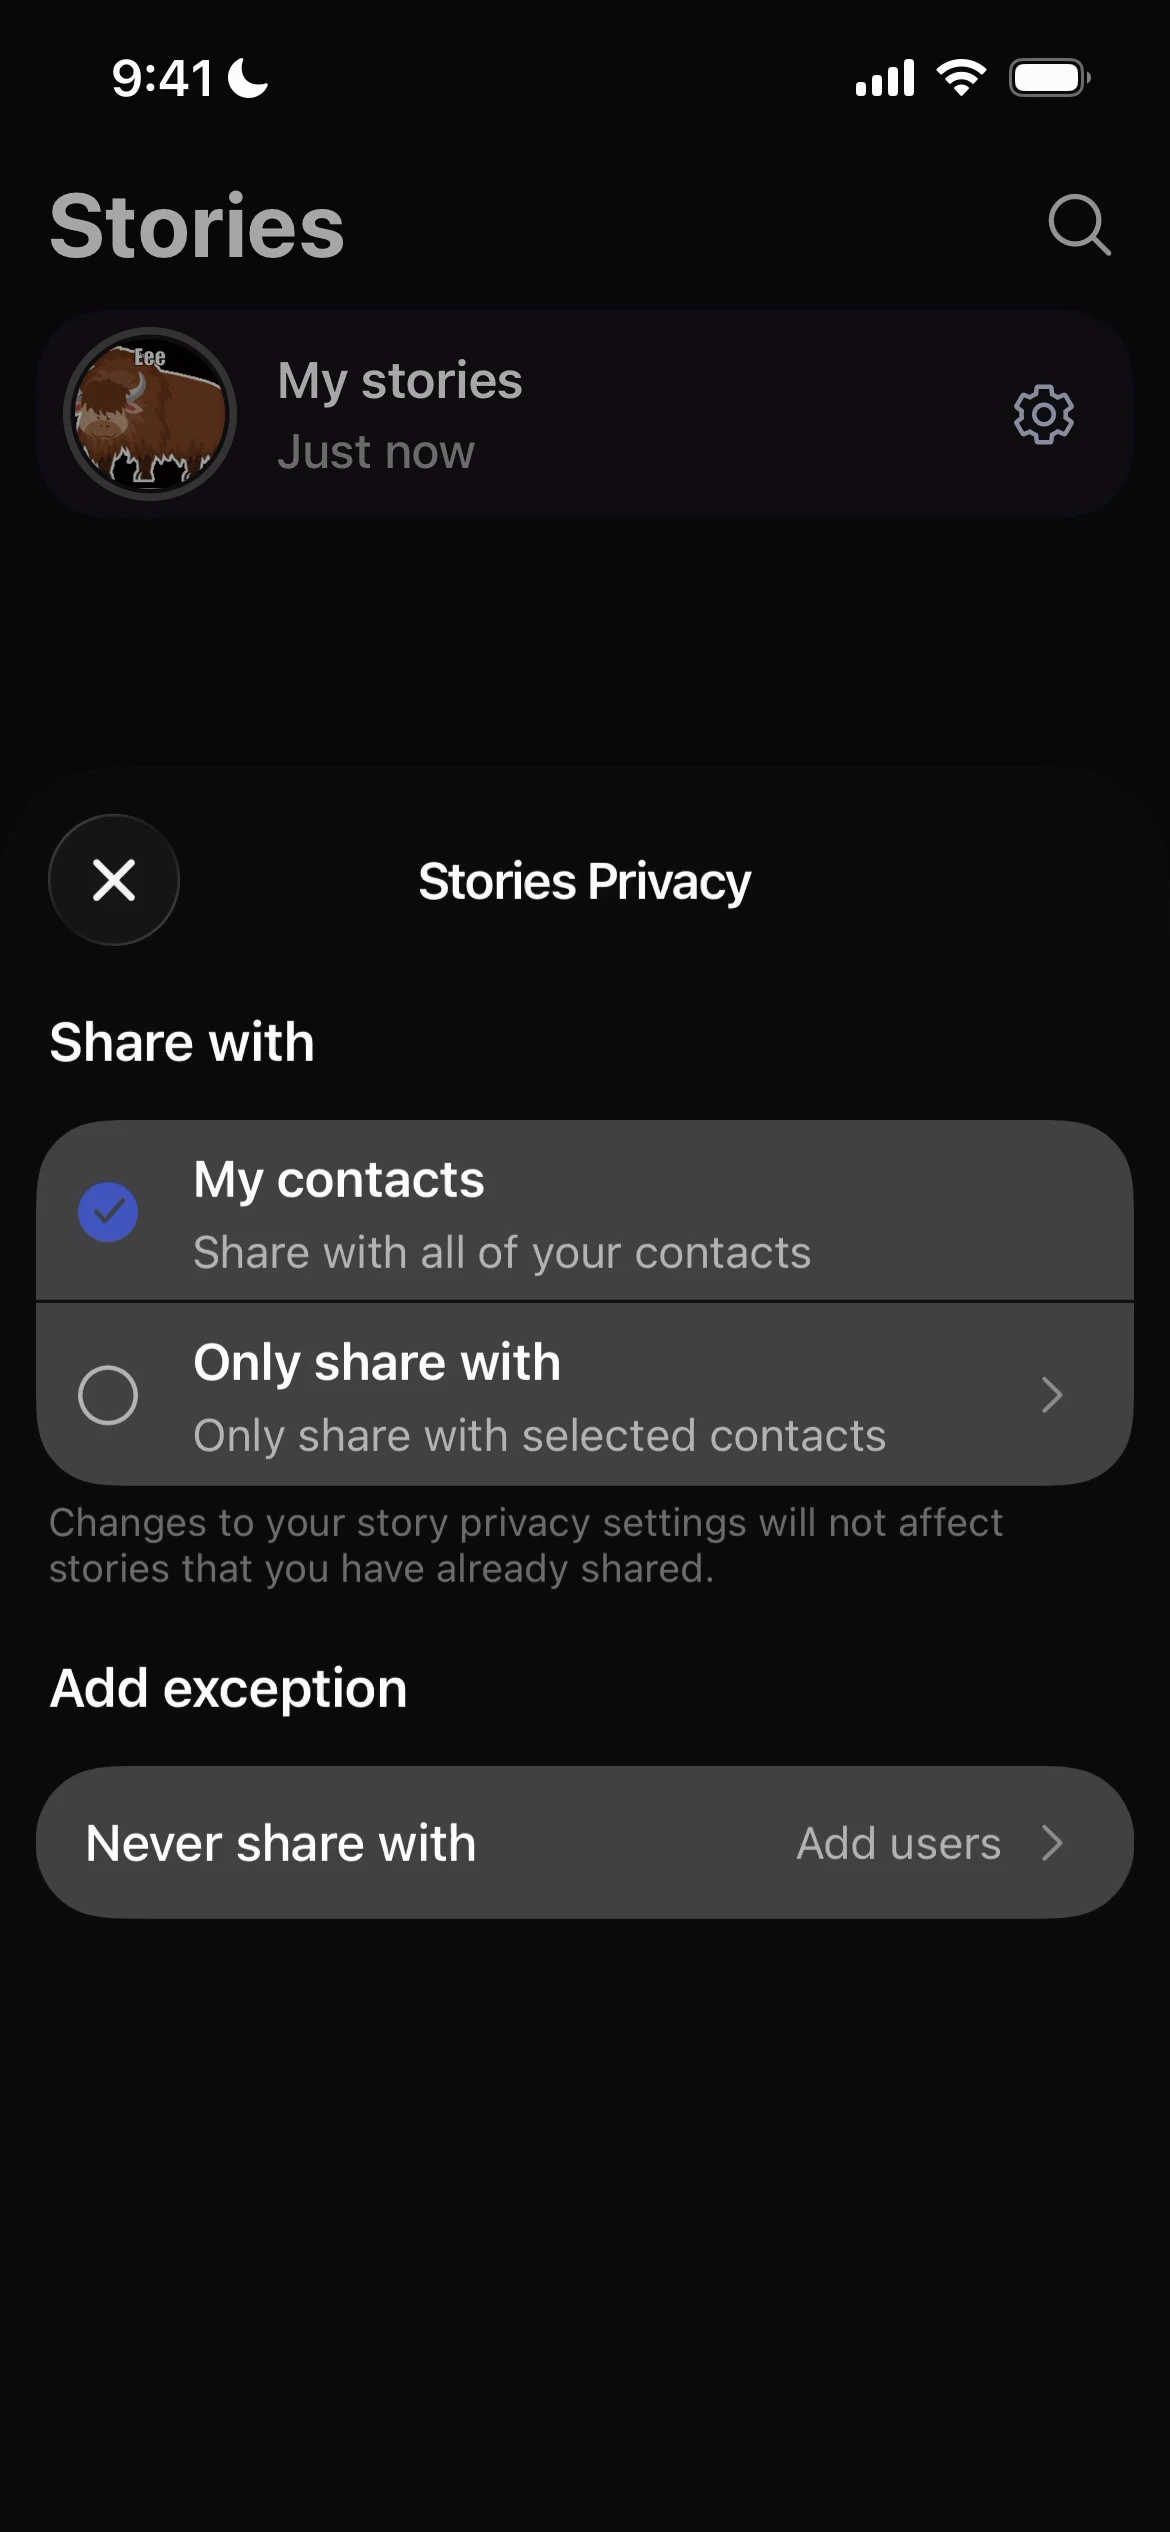 9:41
Stories
Eee
My stories
Just now
Stories Privacy
Share with
My contacts
Share with all of your contacts
Only share with
Only share with selected contacts
Changes to your story privacy settings will not affect
stories that you have already shared.
Add exception
Never share with
Add users